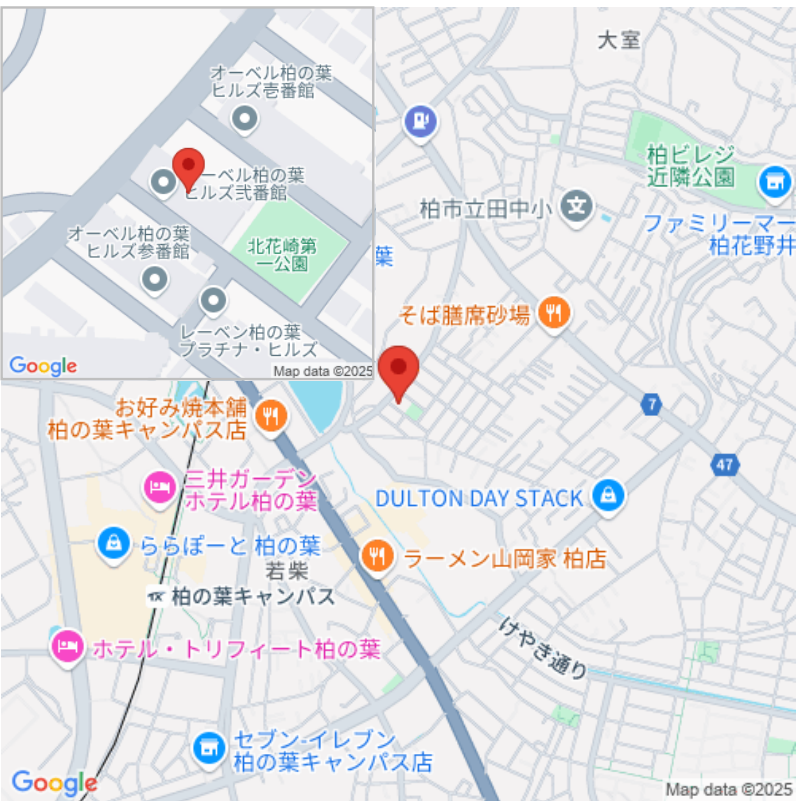 オーベル柏の葉
ヒルズ壱番館
オーベル柏の葉
ヒルズ弐番館
オーベル柏の葉
ヒルズ参番館
北花崎第
一公園
レーベン柏の葉
プラチナ・ヒルズ
Google
Map data ©2025
大室
柏ビレジ
近隣公園
柏市立田中小
文
ファミリーマー
柏花野井
葉
そば膳席砂場
お好み焼本舗
柏の葉キャンパス店
7
47
三井ガーデン
ホテル柏の葉
DULTON DAY STACK
ららぽーと 柏の葉
ラーメン山岡家 柏店
若柴
TX 柏の葉キャンパス
けやき通り
ホテル・トリフィート柏の葉
セブン-イレブン
柏の葉キャンパス店
Google
Map data ©2025